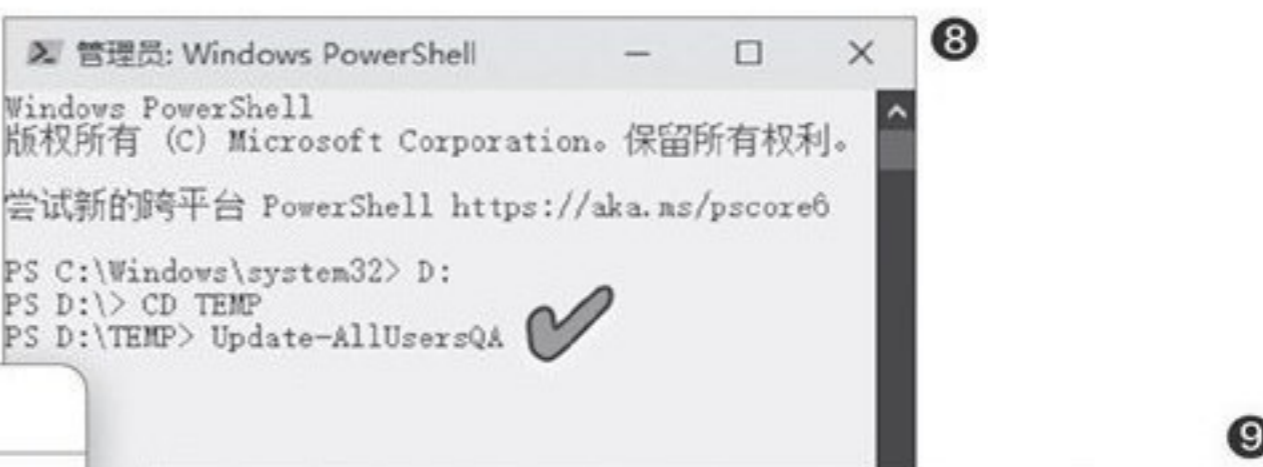 管理员: Windows PowerShell
❽
Windows PowerShell
版权所有 (C) Microsoft Corporation。保留所有权利。
尝试新的跨平台 PowerShell https://aka.ms/pscore6
PS C:\Windows\system32> D:
PS D:\> CD TEMP
PS D:\TEMP> Update-AllUsersQA
❾